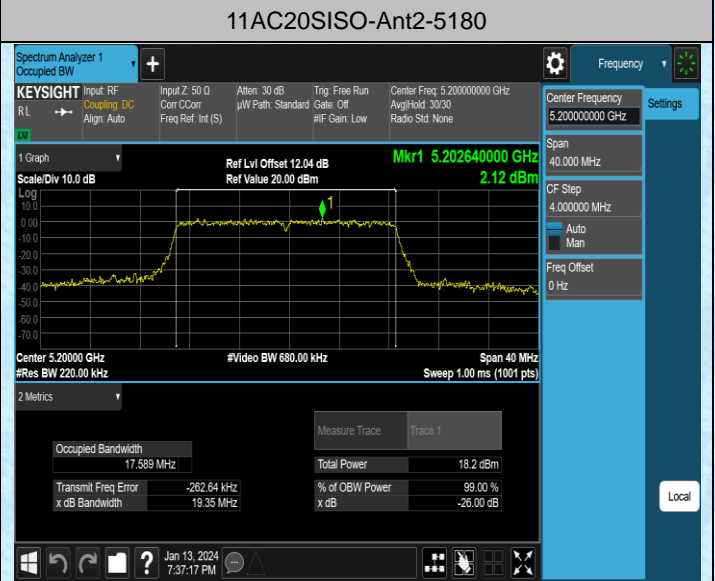 11AC20SISO-Ant2-5180
Spectrum Analyzer 1
Occupied BW
Frequency
KEYSIGHT
RL
LXI
Input: RF
Coupling: DC
Align: Auto
Input Z: 50 Ω
Corr CCorr
Freq Ref: Int (S)
Atten: 30 dB
µW Path: Standard
Trig: Free Run
Gate: Off
#IF Gain: Low
Center Freq: 5.200000000 GHz
Avg|Hold: 30/30
Radio Std: None
Center Frequency
5.200000000 GHz
Settings
Span
40.000 MHz
CF Step
4.000000 MHz
Auto
Man
Freq Offset
0 Hz
1 Graph
Scale/Div 10.0 dB
Ref Lvl Offset 12.04 dB
Ref Value 20.00 dBm
Mkr1 5.202640000 GHz
2.12 dBm
Log
10.0
0.00
-10.0
-20.0
-30.0
-40.0
-50.0
-60.0
-70.0
1
Center 5.20000 GHz
#Res BW 220.00 kHz
#Video BW 680.00 kHz
Span 40 MHz
Sweep 1.00 ms (1001 pts)
2 Metrics
Measure Trace Trace 1
Occupied Bandwidth
17.589 MHz
Total Power 18.2 dBm
Transmit Freq Error -262.64 kHz
% of OBW Power 99.00 %
x dB Bandwidth 19.35 MHz
x dB -26.00 dB
Local
?
Jan 13, 2024
7:37:17 PM